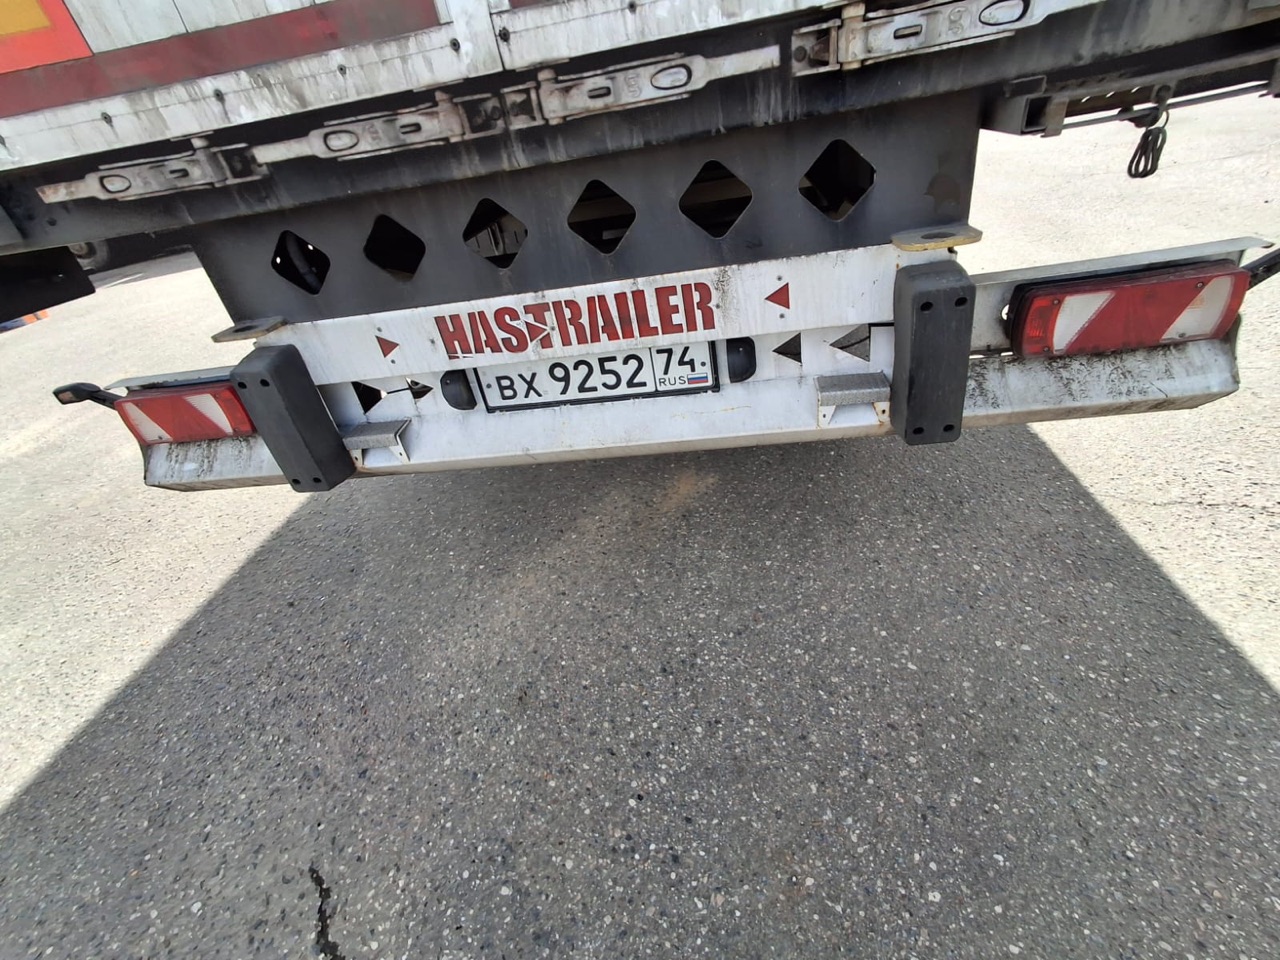 HASTRAILER
ВХ 9252 74
RUS